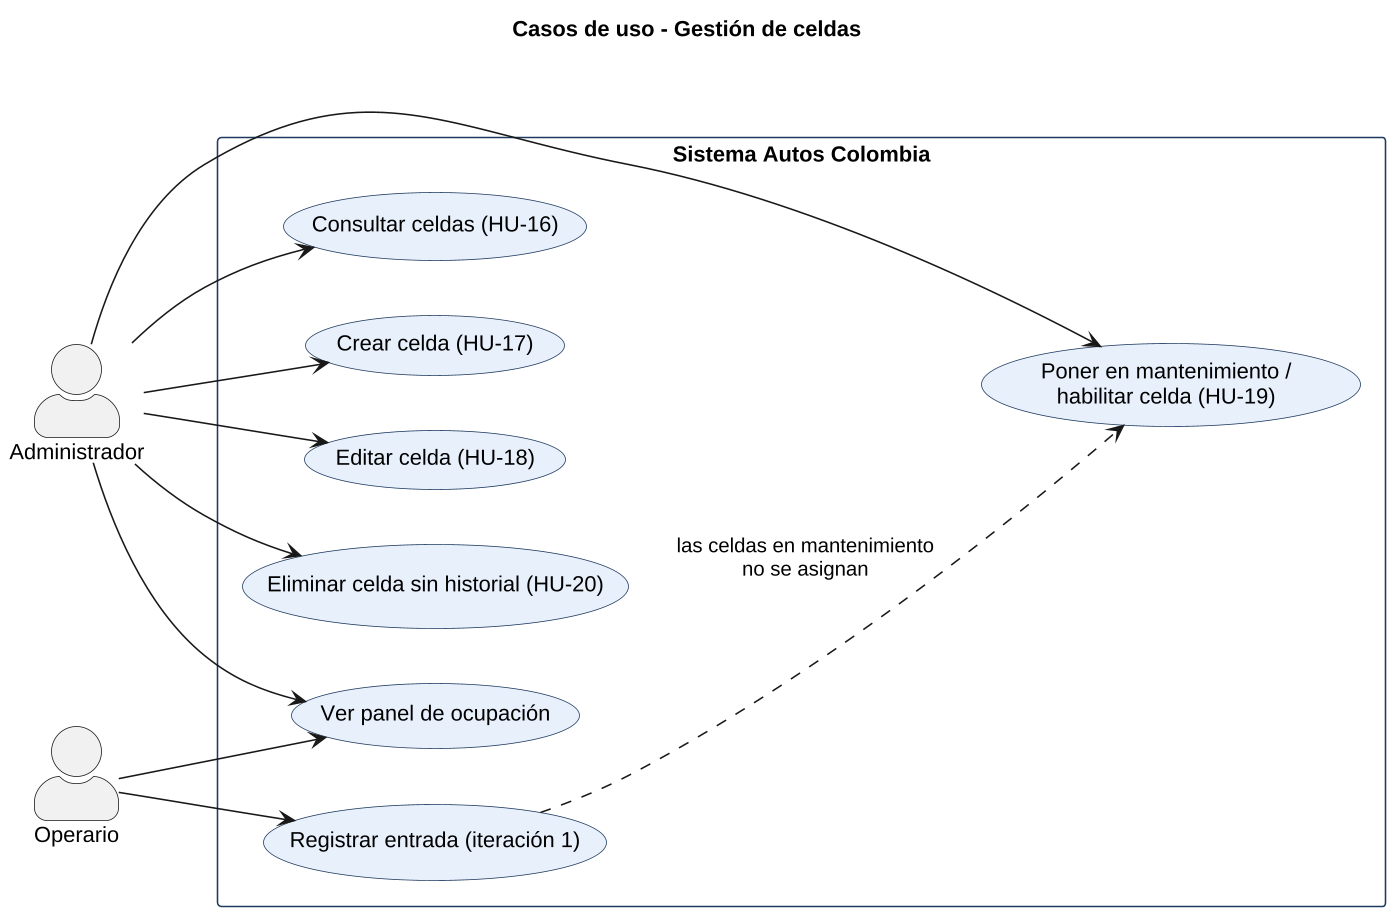 Casos de uso - Gestión de celdas
Sistema Autos Colombia
Consultar celdas (HU-16)
Crear celda (HU-17)
Poner en mantenimiento /
habilitar celda (HU-19)
Administrador
Editar celda (HU-18)
las celdas en mantenimiento
no se asignan
Eliminar celda sin historial (HU-20)
Ver panel de ocupación
Operario
Registrar entrada (iteración 1)